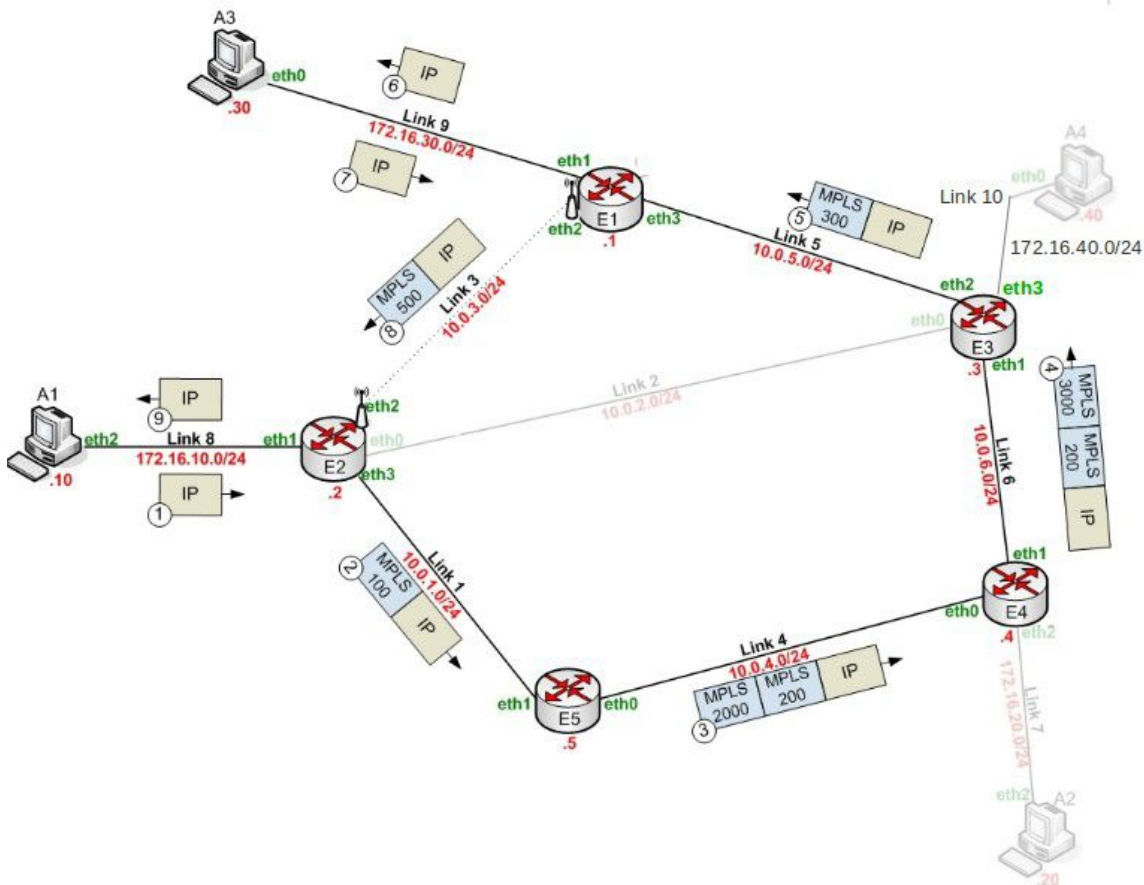 A3
eth0
.30
6
IP
Link 9
172.16.30.0/24
7
IP
eth1
E1
eth2
eth3
.1
5
MPLS
300
IP
Link 5
10.0.5.0/24
A4
eth0
.40
Link 10
172.16.40.0/24
eth2
eth3
eth0
E3
.3
eth1
8
MPLS
500
IP
Link 3
10.0.3.0/24
Link 2
10.0.2.0/24
4
MPLS
3000
MPLS
200
IP
Link 6
10.0.6.0/24
A1
eth2
.10
9
IP
Link 8
172.16.10.0/24
1
IP
eth1
eth2
eth0
E2
eth3
.2
2
MPLS
100
IP
Link 1
10.0.1.0/24
eth1
E5
eth0
.5
Link 4
10.0.4.0/24
3
MPLS
2000
MPLS
200
IP
eth1
eth0
E4
.4
eth2
Link 7
172.16.20.0/24
eth2
A2
.20